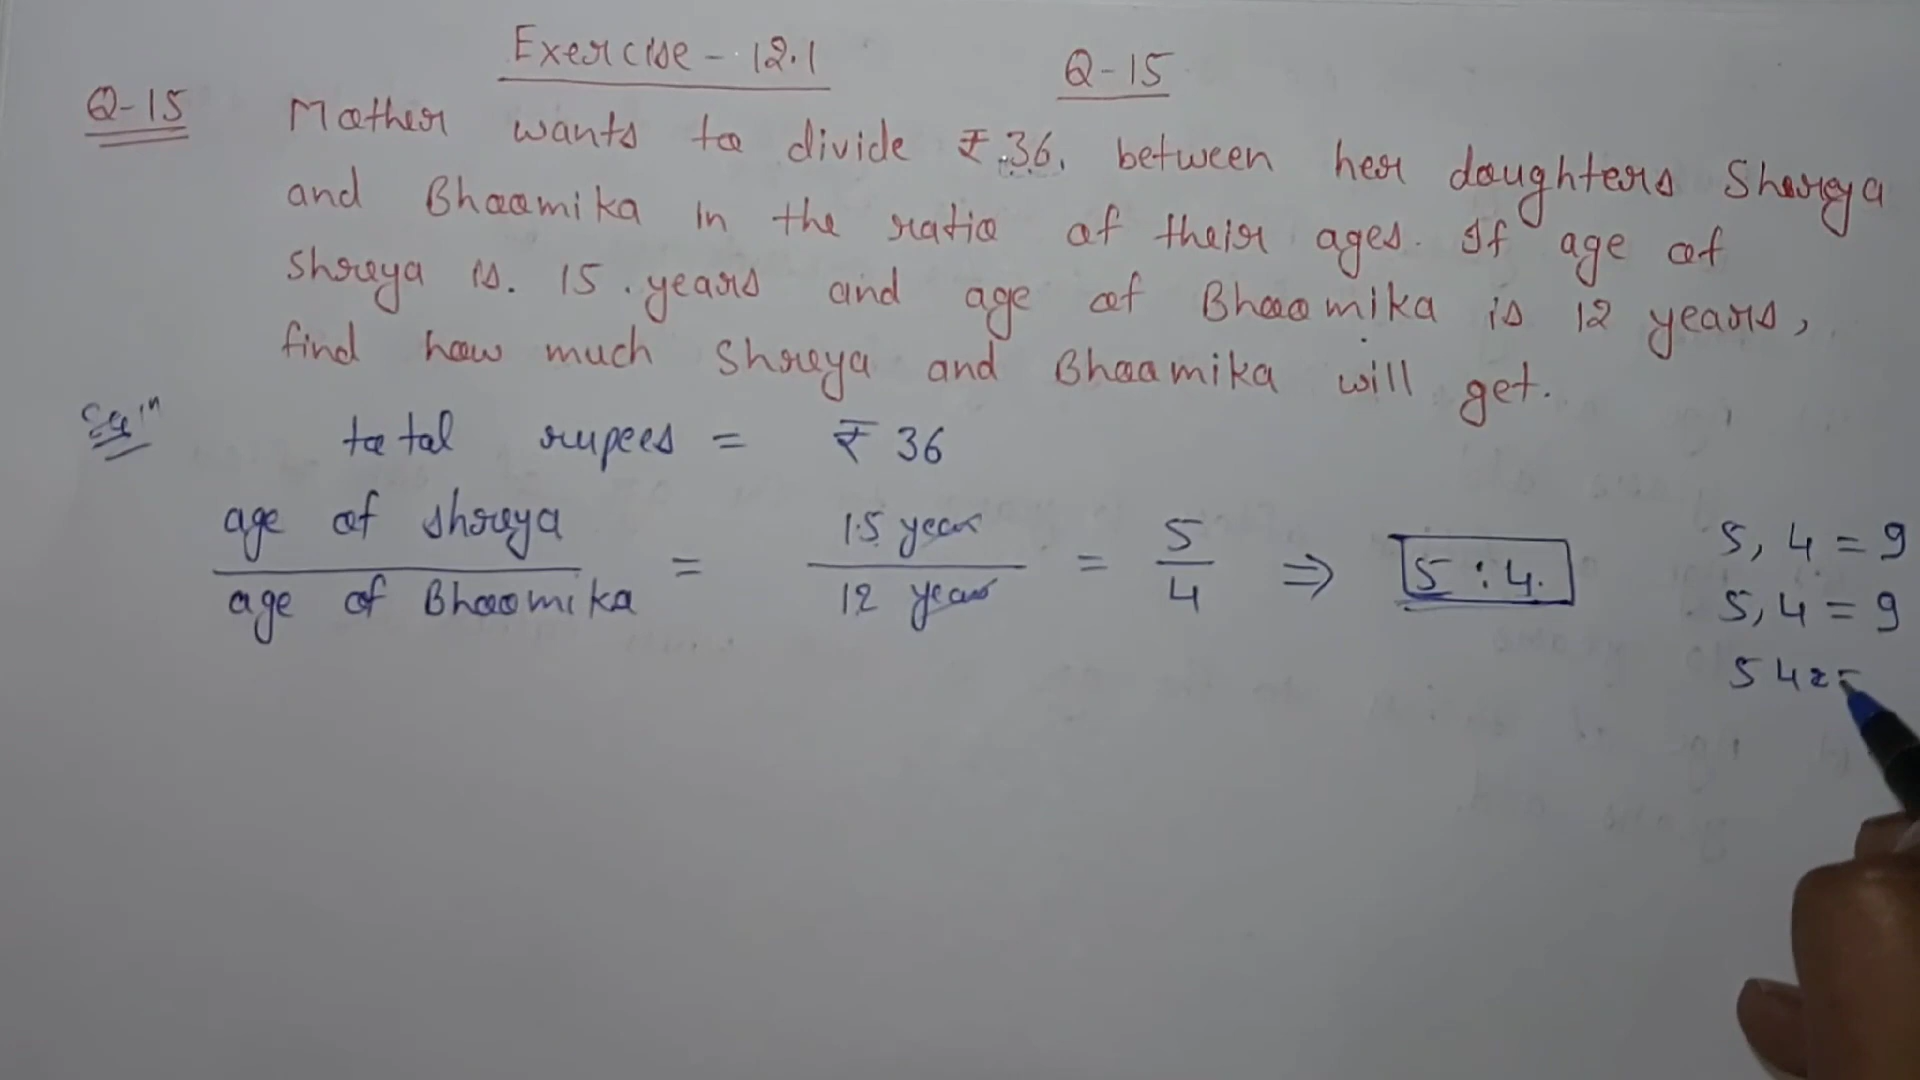 Exercise - 12.1
Q-15
Q-15 Mother wants to divide ₹ 36. between her daughters Shreya
and Bhoomika in the ratio of their ages. If age of
Shreya is. 15. years and age of Bhoomika is 12 years,
find how much Shreya and Bhoomika will get.
total rupees = ₹ 36
age of shreya / age of Bhoomika = 15 year / 12 year = 5/4 ⇒ 5 : 4.
5, 4 = 9
5, 4 = 9
5 4